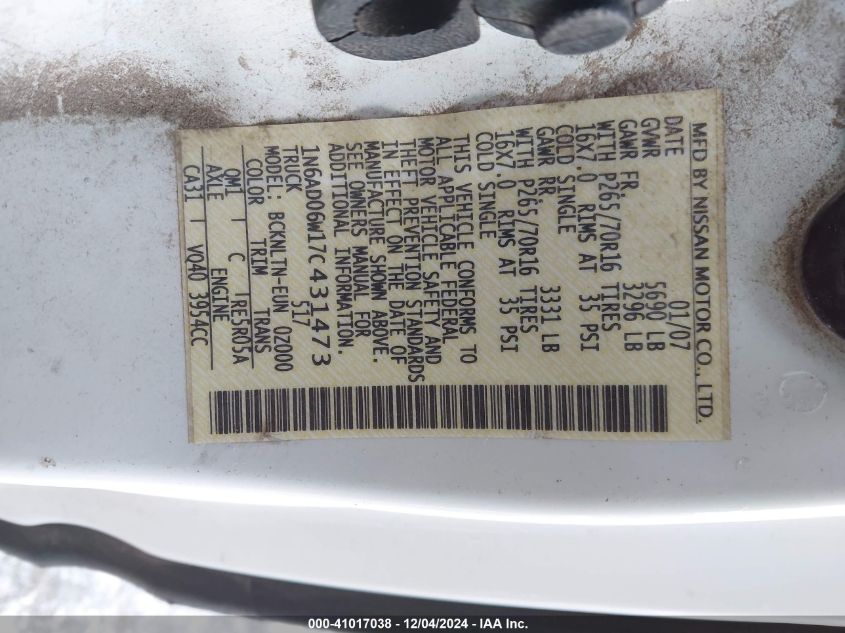 MFD BY NISSAN MOTOR CO., LTD.
DATE 01/07
GVWR 5690 LB
GAWR FR 3296 LB
WITH P265/70R16 TIRES
16X7.0 RIMS AT 35 PSI
COLD SINGLE
GAWR RR 3331 LB
WITH P265/70R16 TIRES
16X7.0 RIMS AT 35 PSI
COLD SINGLE
THIS VEHICLE CONFORMS TO
ALL APPLICABLE FEDERAL
MOTOR VEHICLE SAFETY AND
THEFT PREVENTION STANDARDS
IN EFFECT ON THE DATE OF
MANUFACTURE SHOWN ABOVE.
SEE OWNERS MANUAL FOR
ADDITIONAL INFORMATION.
1N6AD06W17C431473
TRUCK 517
MODEL: BCKNLTN-EUN 0Z000
COLOR TRIM TRANS
QM1 C RE5R05A
AXLE ENGINE
CA31 VQ40 3954CC
000-41017038 - 12/04/2024 - IAA Inc.